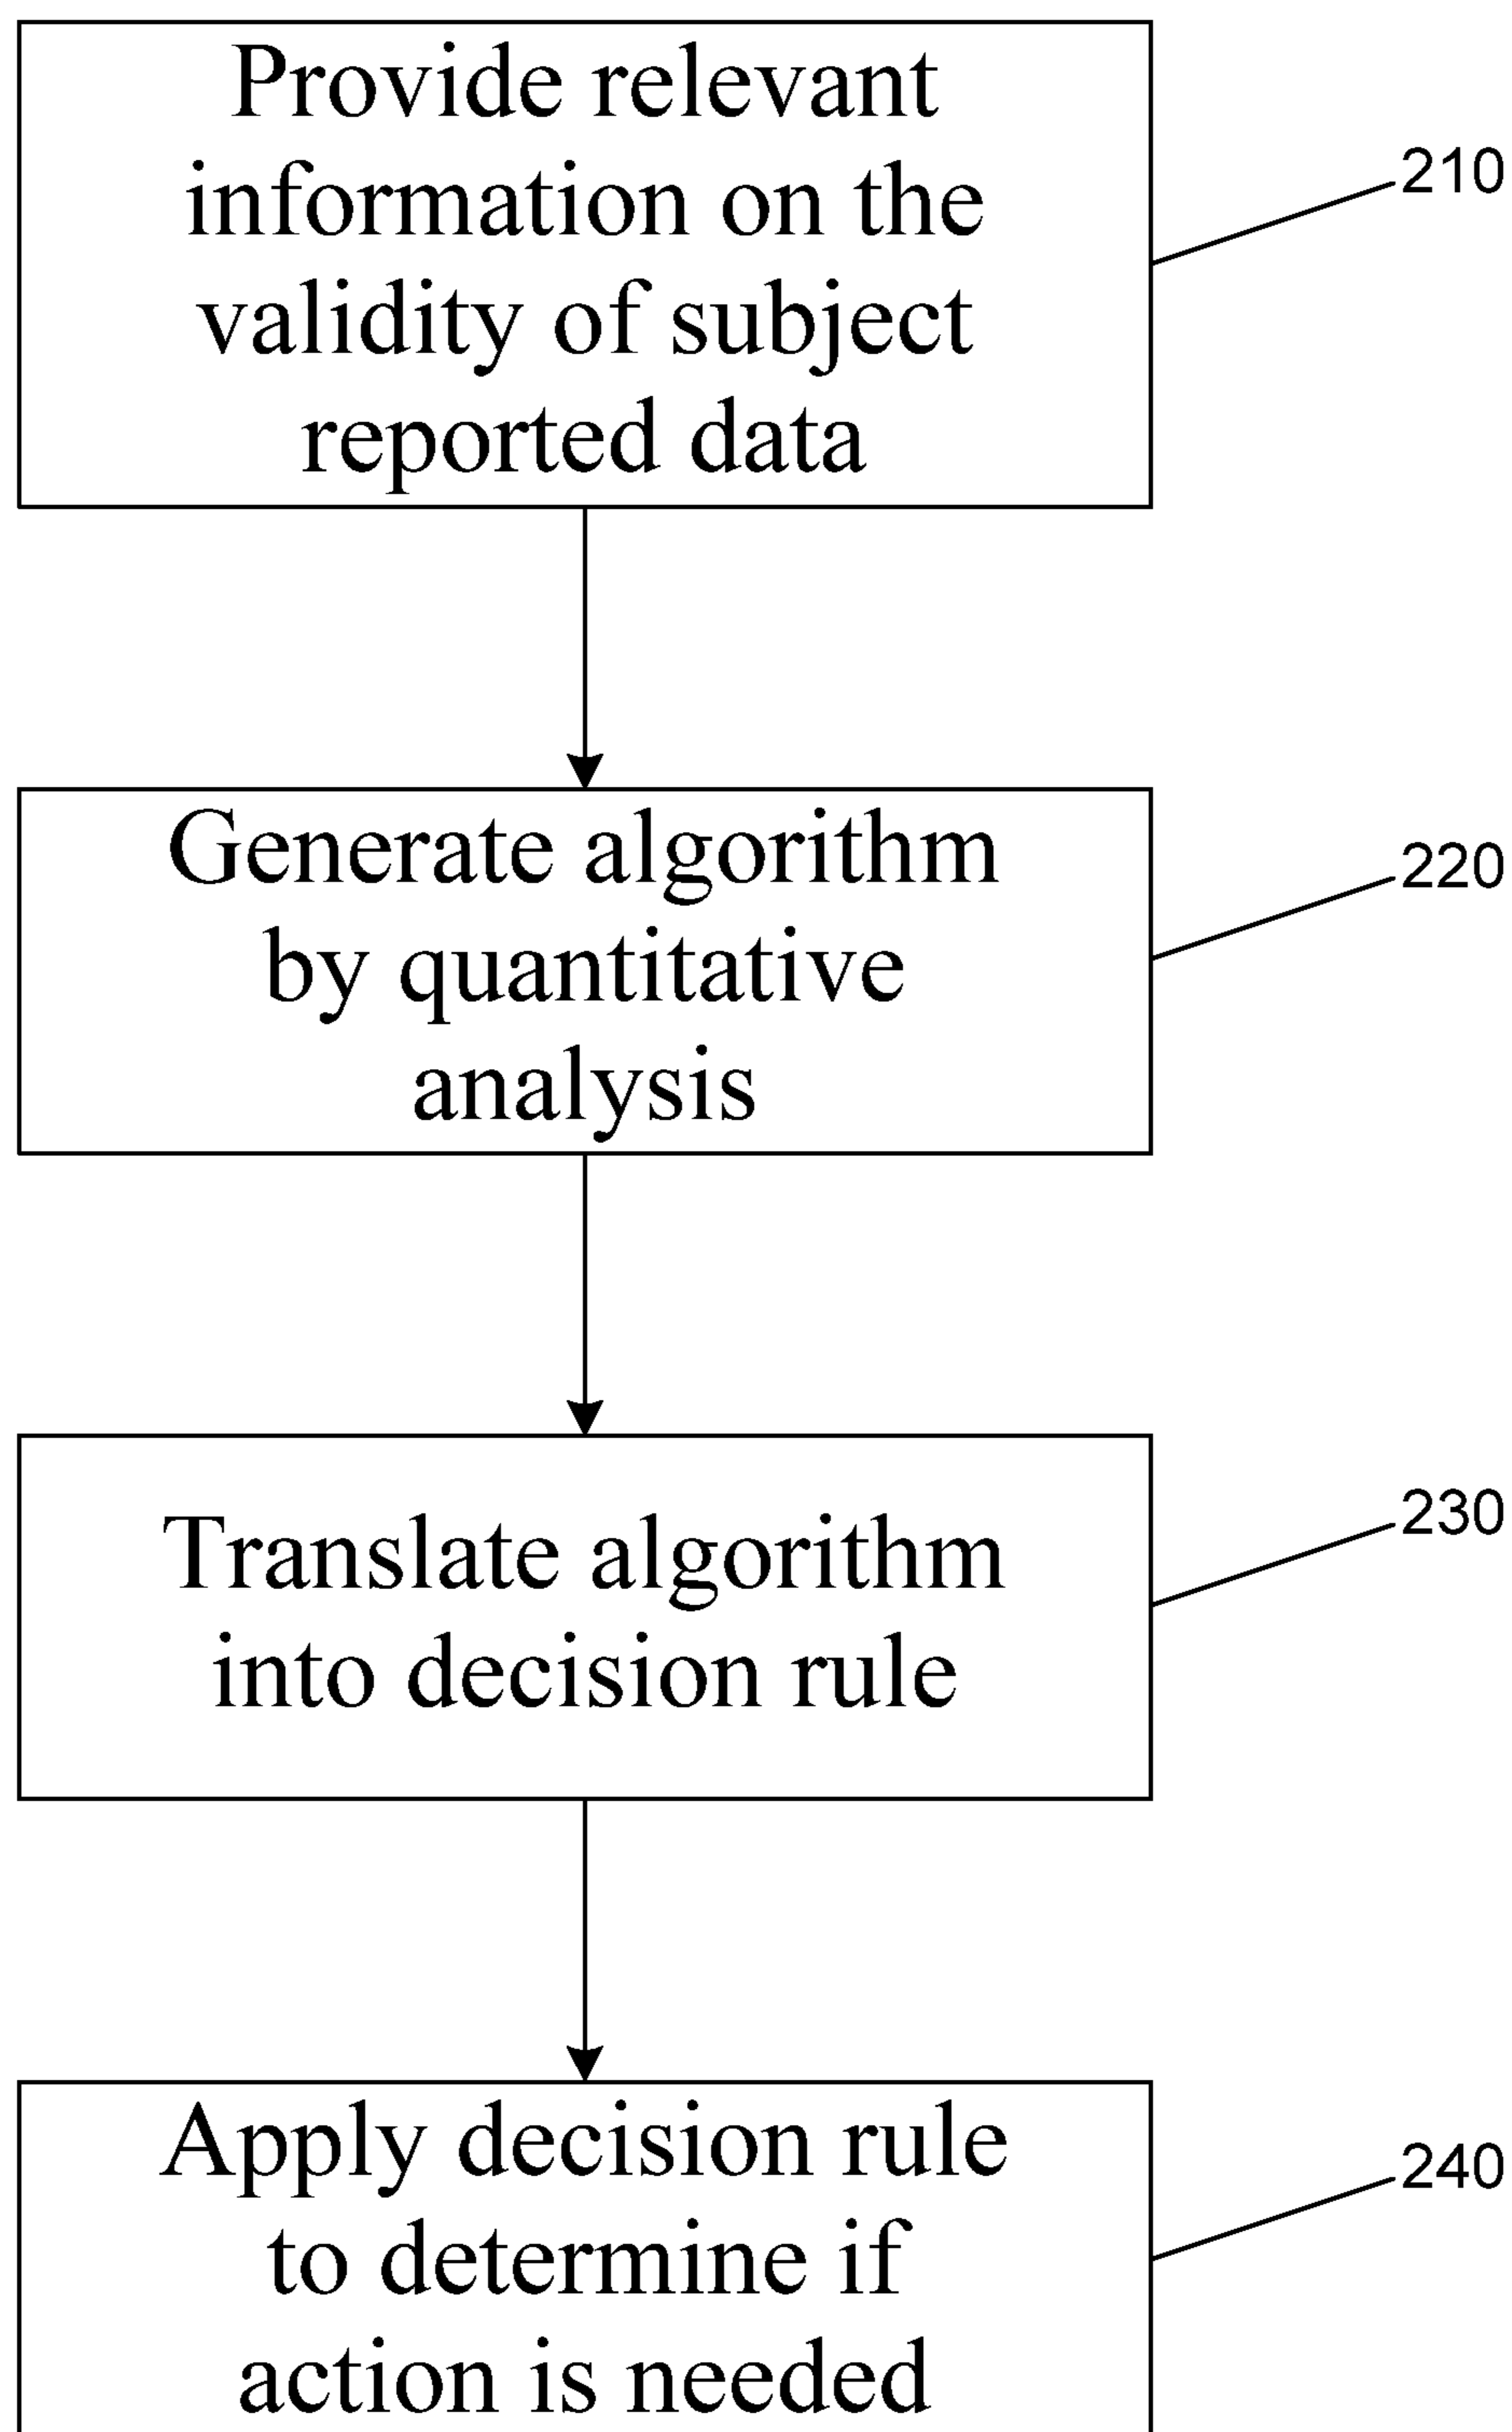 Provide relevant
information on the
validity of subject
reported data
210
Generate algorithm
by quantitative
analysis
220
Translate algorithm
into decision rule
230
Apply decision rule
to determine if
action is needed
240